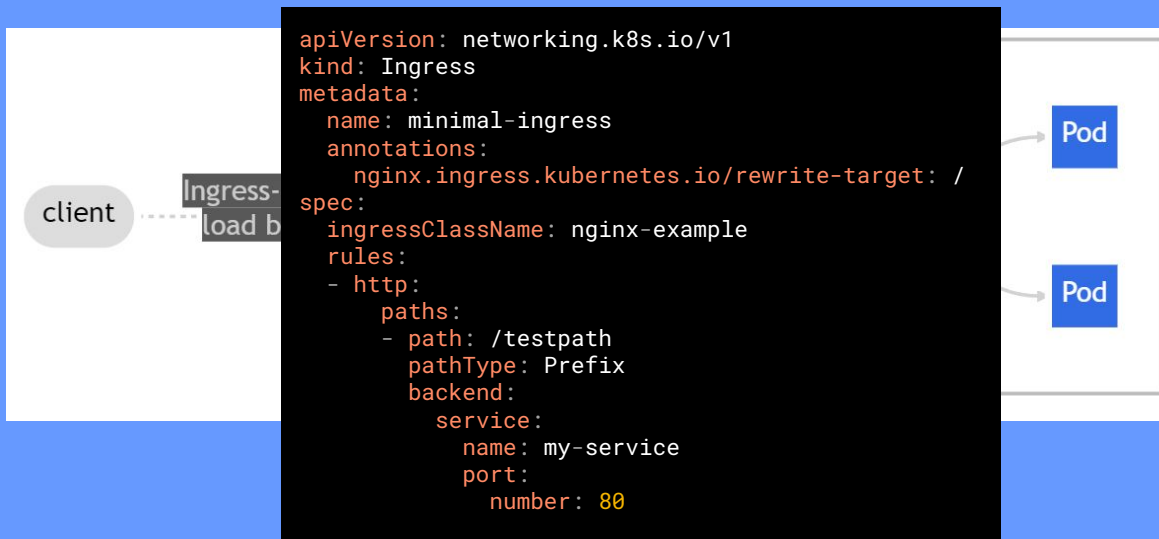 apiVersion: networking.k8s.io/v1
kind: Ingress
metadata:
  name: minimal-ingress
  annotations:
    nginx.ingress.kubernetes.io/rewrite-target: /
spec:
  ingressClassName: nginx-example
  rules:
  - http:
      paths:
      - path: /testpath
        pathType: Prefix
        backend:
          service:
            name: my-service
            port:
              number: 80
client
Ingress-
load b
Pod
Pod